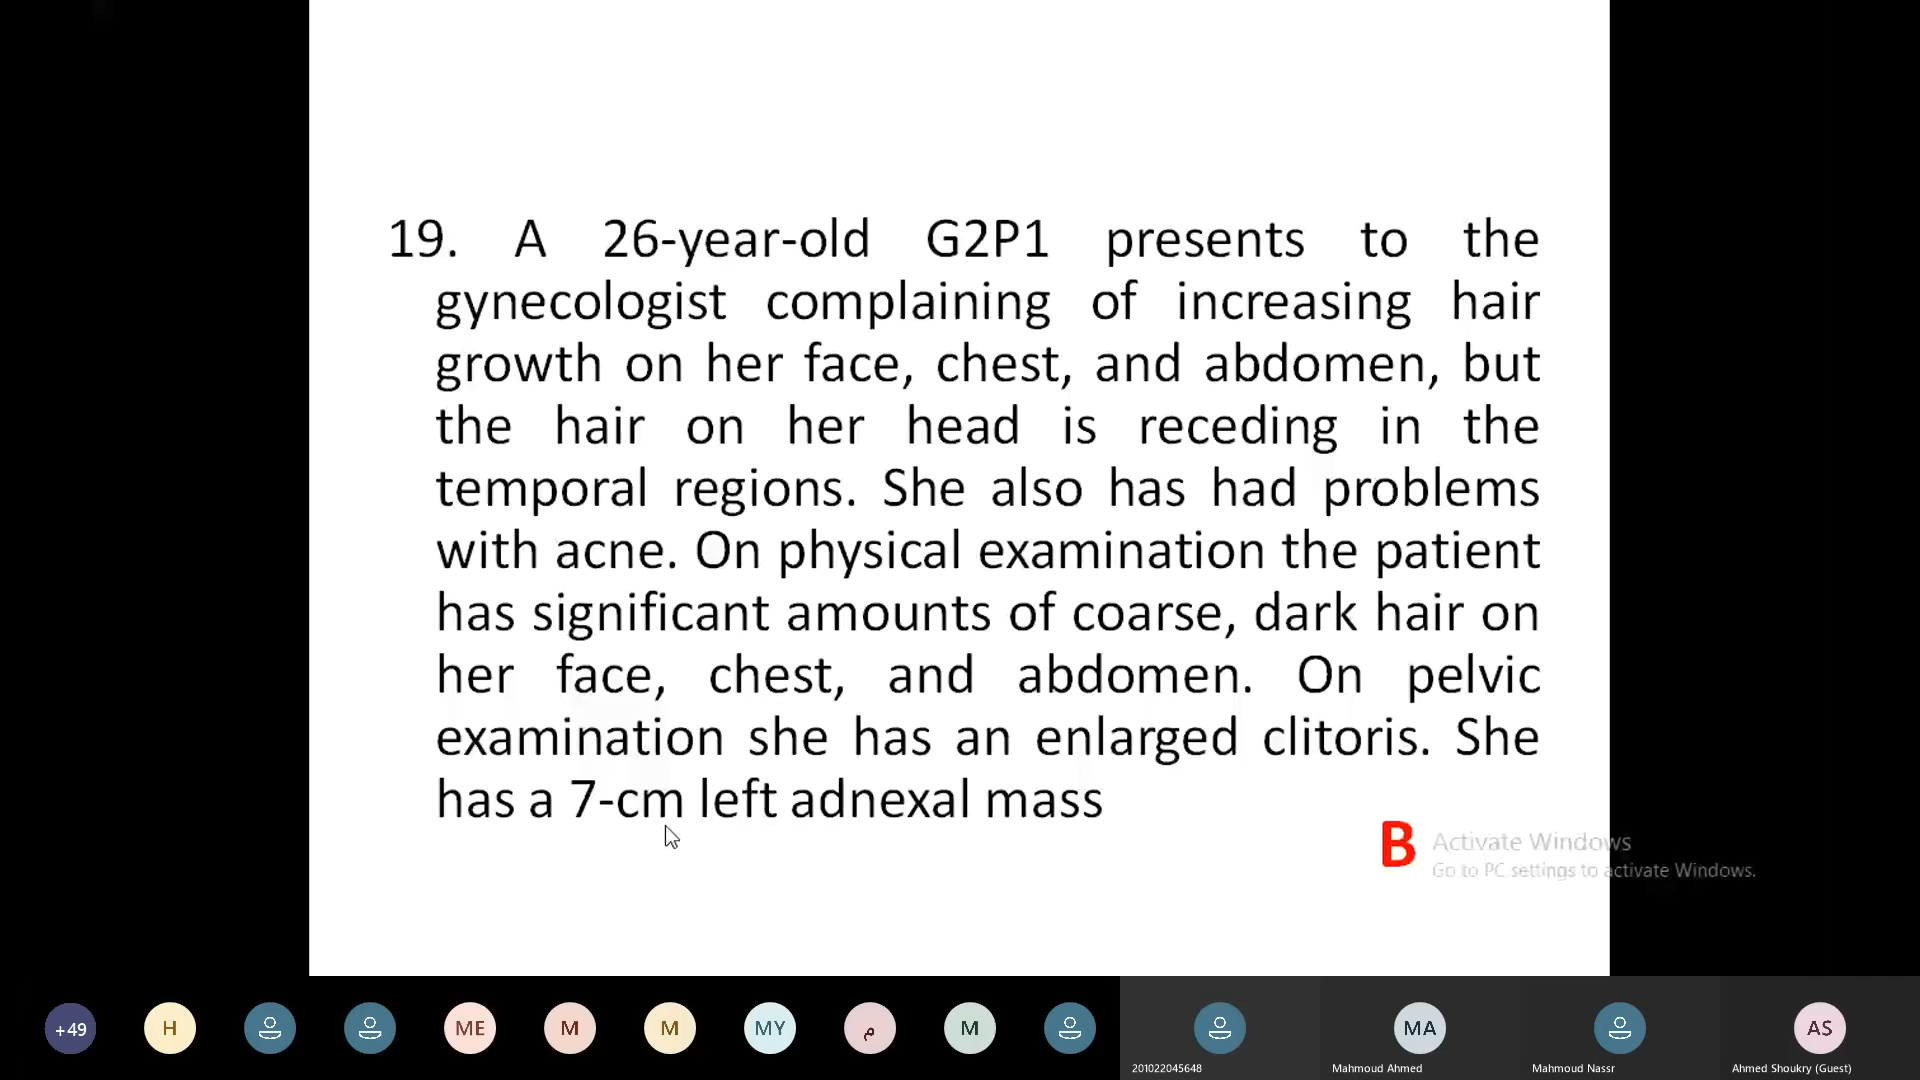 19. A 26-year-old G2P1 presents to the
gynecologist complaining of increasing hair
growth on her face, chest, and abdomen, but
the hair on her head is receding in the
temporal regions. She also has had problems
with acne. On physical examination the patient
has significant amounts of coarse, dark hair on
her face, chest, and abdomen. On pelvic
examination she has an enlarged clitoris. She
has a 7-cm left adnexal mass
B
Activate Windows
Go to PC settings to activate Windows.
+49
H
ME
M
M
MY
م
M
MA
AS
201022045648
Mahmoud Ahmed
Mahmoud Nassr
Ahmed Shoukry (Guest)